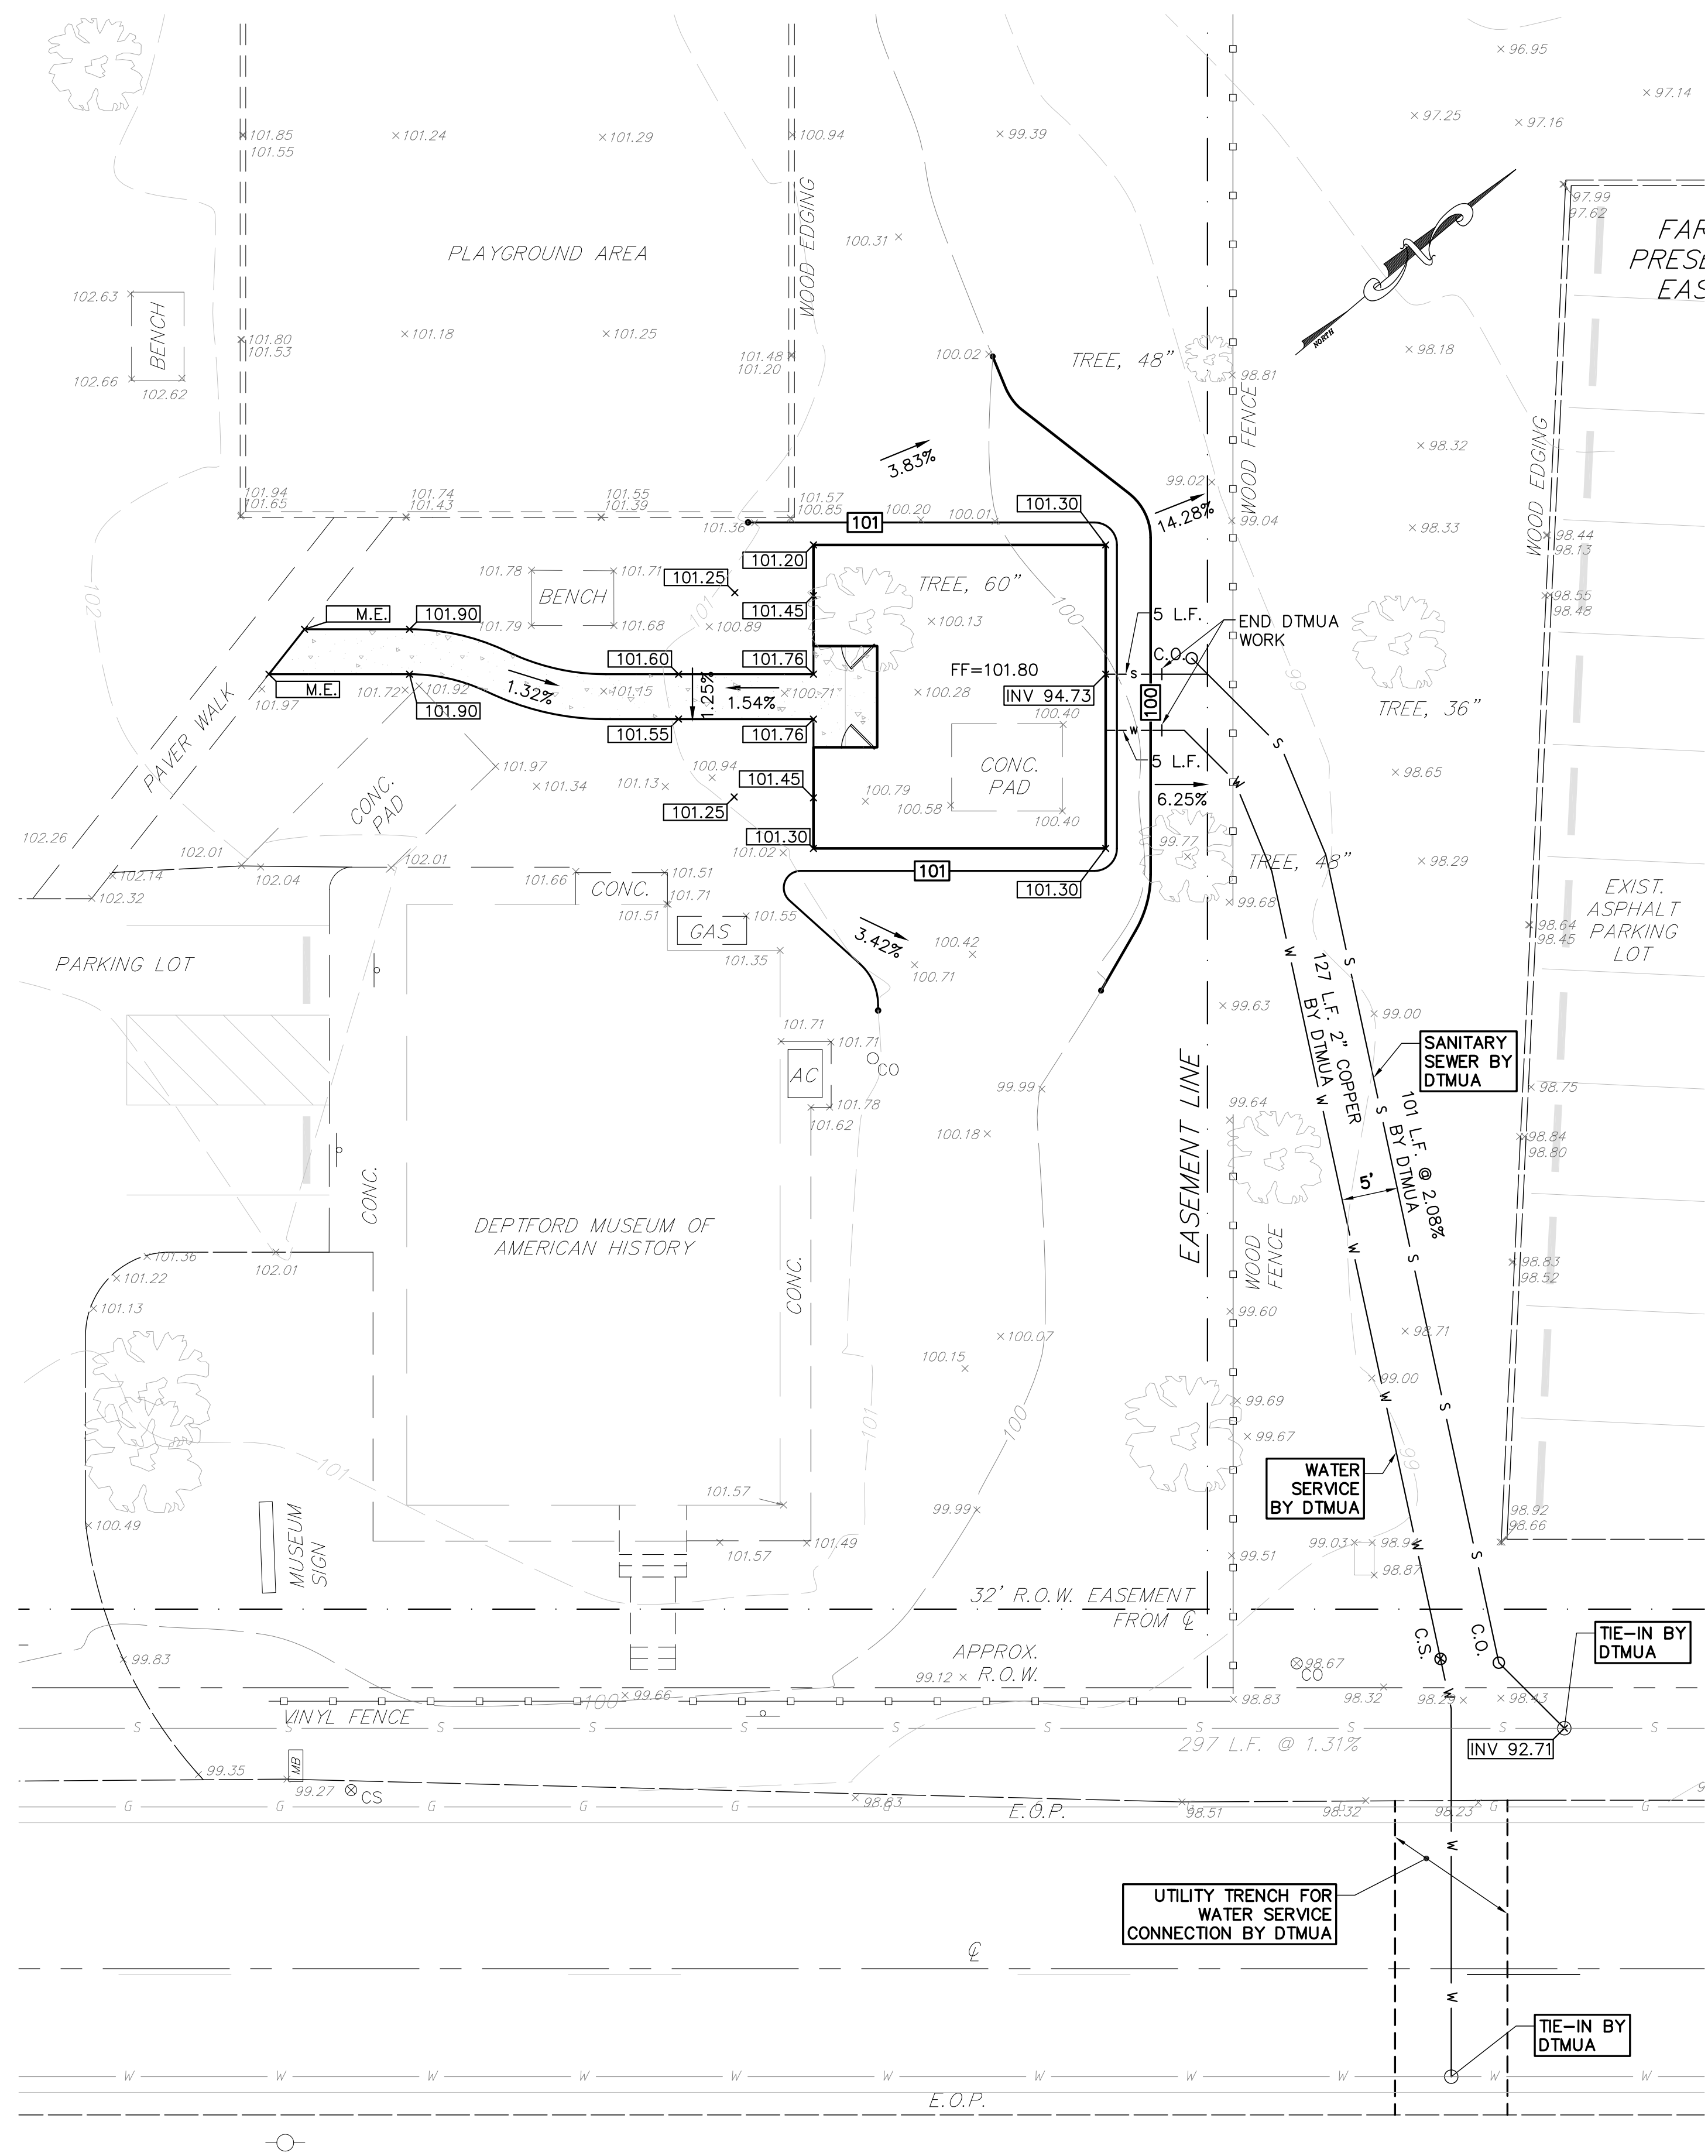 96.95
97.14
97.25
97.16
101.85
101.55
101.24
101.29
100.94
99.39
97.99
97.62
WOOD EDGING
100.31
PLAYGROUND AREA
FAR
PRESE
EAS
102.63
BENCH
102.66
102.62
101.80
101.53
101.18
101.25
101.48
101.20
100.02
TREE, 48"
NORTH
98.18
98.81
WOOD FENCE
WOOD EDGING
98.32
3.83%
99.02
14.28%
99.04
98.33
98.44
98.13
101.94
101.65
101.74
101.43
101.55
101.39
101.57
100.85
101.36
101
100.20
100.01
101.30
101.20
101.78
101.71
BENCH
101.79
101.68
101.25
101.45
100.89
101
TREE, 60"
100.13
100
102
5 L.F.
END DTMUA
WORK
98.55
98.48
M.E.
101.90
101.60
101.76
FF=101.80
C.O.
S
99
M.E.
101.97
101.72
101.92
101.90
1.32%
101.15
1.25%
1.54%
100.71
100.28
INV 94.73
100
TREE, 36"
PAVER WALK
101.55
101.76
100.40
W
5 L.F.
S
CONC.
PAD
101.97
101.34
101.13
100.94
101.45
101.25
CONC.
PAD
100.79
100.58
100.40
6.25%
W
98.65
102.26
102.01
102.14
102.04
102.01
102.32
101.30
101.02
101
101.30
99.77
TREE, 48"
98.29
101.66
CONC.
101.51
101.71
101.51
GAS
101.55
101.35
3.42%
100.42
100.71
99.68
EXIST.
ASPHALT
PARKING
LOT
98.64
98.45
PARKING LOT
W
S
127 L.F. 2" COPPER
BY DTMUA
99.63
99.00
101.71
101.71
AC
CO
101.78
101.62
99.99
SANITARY
SEWER BY
DTMUA
98.75
99.64
W
S
101 L.F. @ 2.08%
BY DTMUA
100.18
98.84
98.80
CONC.
EASEMENT LINE
5'
DEPTFORD MUSEUM OF
AMERICAN HISTORY
101.36
102.01
101.22
101.13
CONC.
WOOD
FENCE
W
S
98.83
98.52
99.60
100.07
98.71
100.15
99.00
99.69
W
S
101
101
100
99.67
99
WATER
SERVICE
BY DTMUA
101.57
99.99
100.49
MUSEUM
SIGN
98.92
98.66
101.57
101.49
99.51
99.03
W
98.87
S
32' R.O.W. EASEMENT
FROM ℄
C.S.
C.O.
TIE-IN BY
DTMUA
APPROX.
R.O.W.
99.12
99.83
98.67
CO
99.66
100
98.83
98.32
98.29
W
98.43
VINYL FENCE
S S S S S S S S S S S
297 L.F. @ 1.31%
INV 92.71
99.35
MB
99.27
CS
98.83
E.O.P.
98.51
98.32
98.23
G G G G G G G G G G G
W
UTILITY TRENCH FOR
WATER SERVICE
CONNECTION BY DTMUA
℄
W
TIE-IN BY
DTMUA
W W W W W W W W W W W
E.O.P.